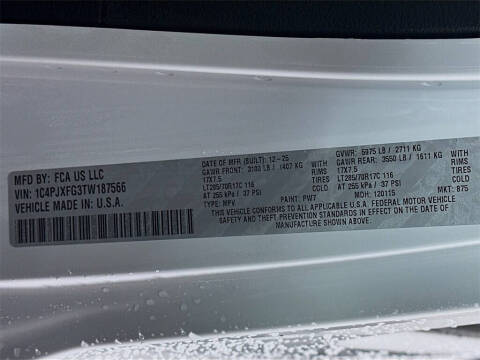 MFD BY: FCA US LLC
VIN: 1C4PJXFG3TW187566
VEHICLE MADE IN: U.S.A.
DATE OF MFR (BUILT) 12-25
GAWR FRONT: LB / 1407 KG
WITH
17X7.5 RIMS
TIRES
LT285/70R17C 116
AT 255 kPa / 37 PSI COLD
TYPE: MPV PAINT: PW7
GVWR: LB / 2711 KG
GAWR REAR: 3550 LB / 1611 KG
WITH
17X7.5 RIMS
TIRES
LT285/70R17C 116
AT 255 kPa / 37 PSI COLD
MDH: 120115 MKT: B75
THIS VEHICLE CONFORMS TO ALL APPLICABLE U.S.A. FEDERAL MOTOR VEHICLE
SAFETY AND THEFT PREVENTION STANDARDS IN EFFECT ON THE DATE OF
MANUFACTURE SHOWN ABOVE.